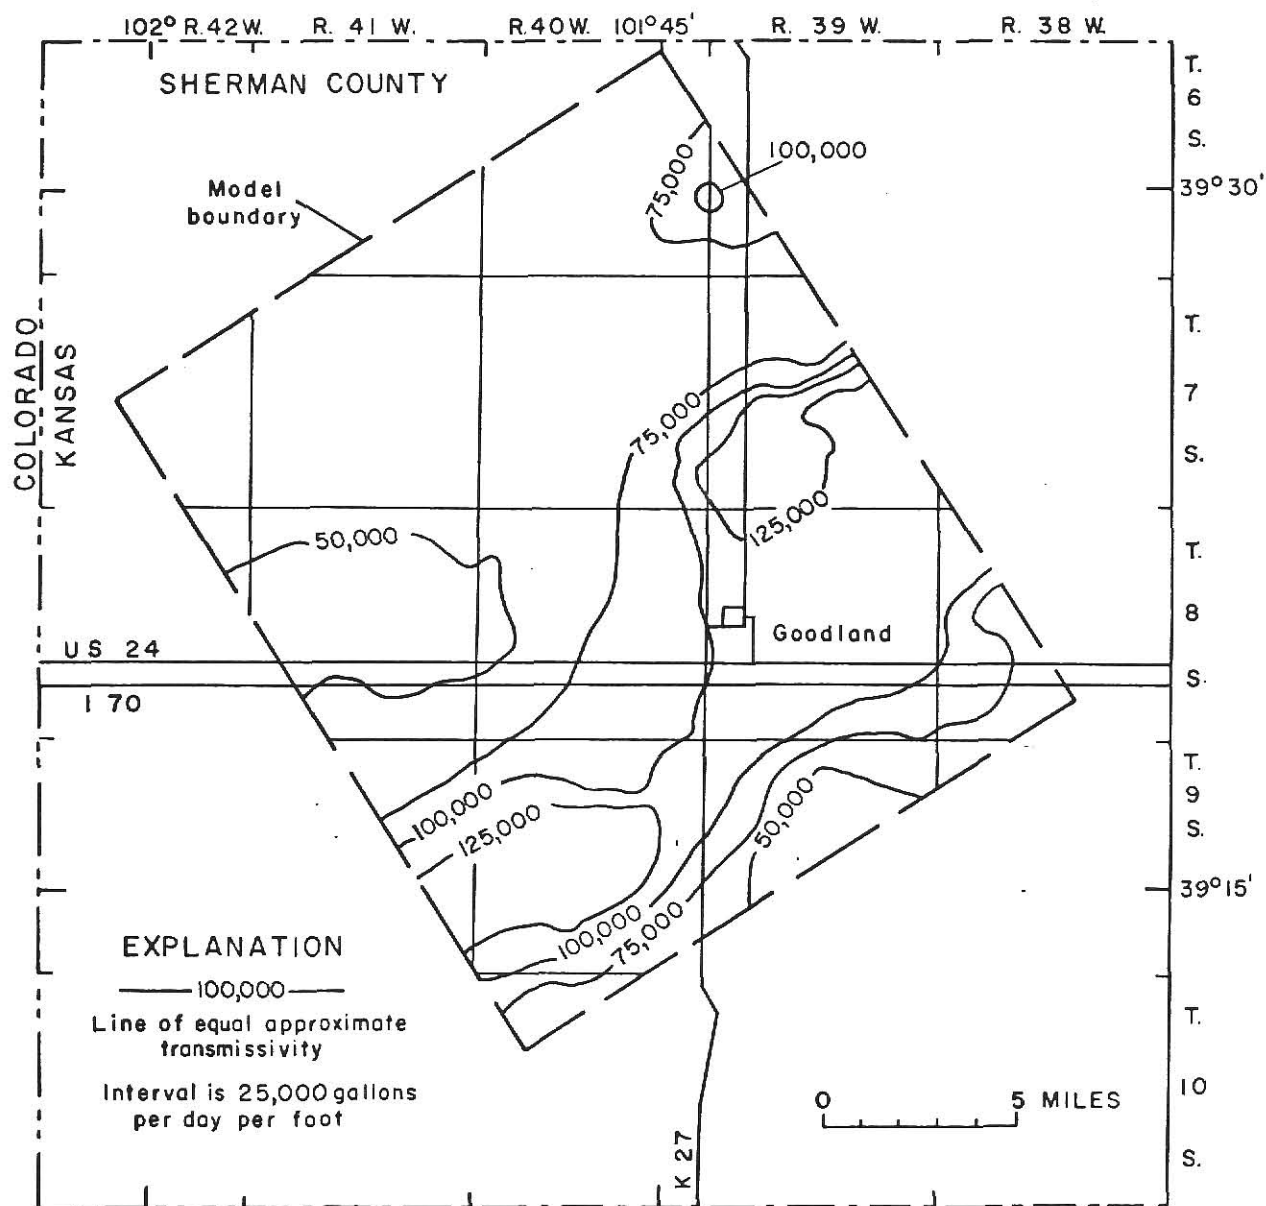 102° R.42 W. R. 41 W. R.40 W. 101°45' R. 39 W. R. 38 W.
SHERMAN COUNTY
T.
6
S.
75,000
100,000
39°30'
Model
boundary
COLORADO
KANSAS
T.
7
S.
75,000
125,000
50,000
T.
8
S.
Goodland
US 24
I 70
T.
9
S.
100,000
125,000
50,000
39°15'
100,000
75,000
EXPLANATION
100,000
Line of equal approximate
transmissivity
Interval is 25,000 gallons
per day per foot
T.
10
S.
0 5 MILES
K 27